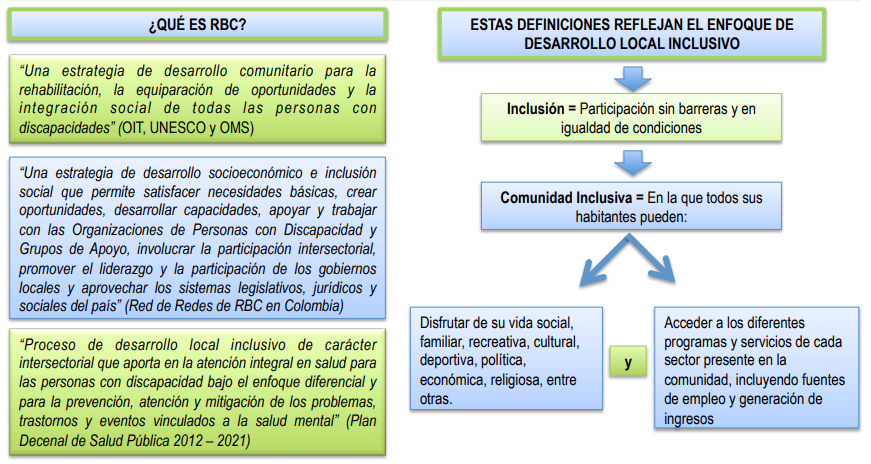 ¿QUÉ ES RBC?
“Una estrategia de desarrollo comunitario para la
rehabilitación, la equiparación de oportunidades y la
integración social de todas las personas con
discapacidades” (OIT, UNESCO y OMS)
“Una estrategia de desarrollo socioeconómico e inclusión
social que permite satisfacer necesidades básicas, crear
oportunidades, desarrollar capacidades, apoyar y trabajar
con las Organizaciones de Personas con Discapacidad y
Grupos de Apoyo, involucrar la participación intersectorial,
promover el liderazgo y la participación de los gobiernos
locales y aprovechar los sistemas legislativos, jurídicos y
sociales del país” (Red de Redes de RBC en Colombia)
“Proceso de desarrollo local inclusivo de carácter
intersectorial que aporta en la atención integral en salud para
las personas con discapacidad bajo el enfoque diferencial y
para la prevención, atención y mitigación de los problemas,
trastornos y eventos vinculados a la salud mental” (Plan
Decenal de Salud Pública 2012 – 2021)
ESTAS DEFINICIONES REFLEJAN EL ENFOQUE DE
DESARROLLO LOCAL INCLUSIVO
Inclusión = Participación sin barreras y en
igualdad de condiciones
Comunidad Inclusiva = En la que todos sus
habitantes pueden:
Disfrutar de su vida social,
familiar, recreativa, cultural,
deportiva, política,
económica, religiosa, entre
otras.
y
Acceder a los diferentes
programas y servicios de cada
sector presente en la
comunidad, incluyendo fuentes
de empleo y generación de
ingresos